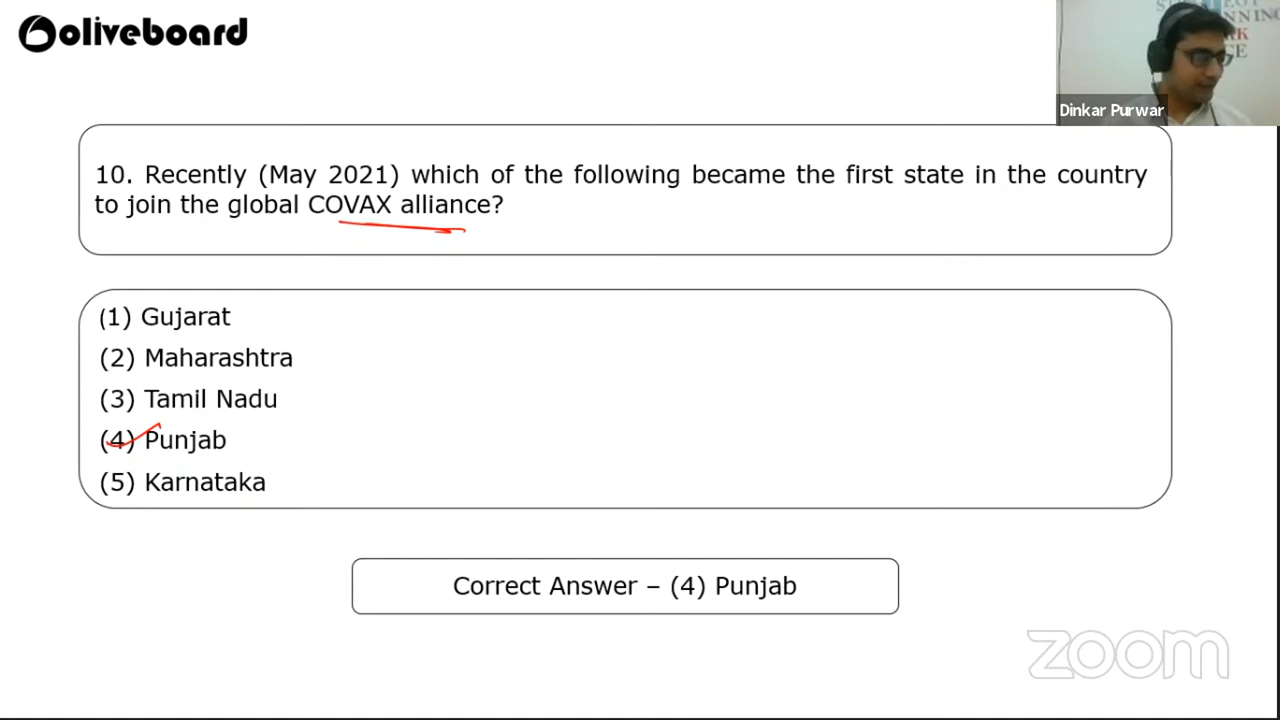 oliveboard
Dinkar Purwar
10. Recently (May 2021) which of the following became the first state in the country
to join the global COVAX alliance?
(1) Gujarat
(2) Maharashtra
(3) Tamil Nadu
(4) Punjab
(5) Karnataka
Correct Answer – (4) Punjab
zoom